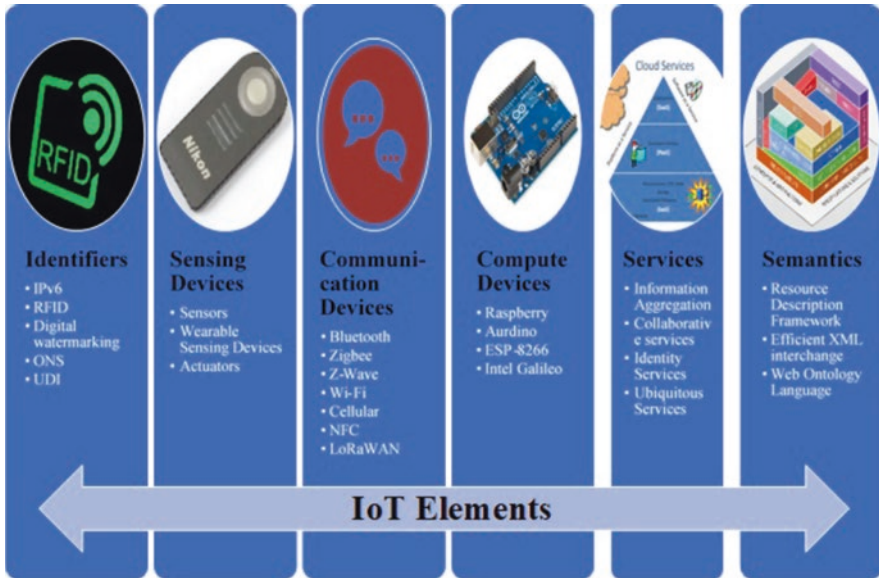 RFID
Nikon
Cloud Services
Identifiers
• IPv6
• RFID
• Digital
watermarking
• ONS
• UDI
Sensing
Devices
• Sensors
• Wearable
Sensing Devices
• Actuators
Communi-
cation
Devices
• Bluetooth
• Zigbee
• Z-Wave
• Wi-Fi
• Cellular
• NFC
• LoRaWAN
Compute
Devices
• Raspberry
• Aurdino
• ESP-8266
• Intel Galileo
Services
• Information
Aggregation
• Collaborativ
e services
• Identity
Services
• Ubiquitous
Services
Semantics
• Resource
Description
Framework
• Efficient XML
interchange
• Web Ontology
Language
IoT Elements